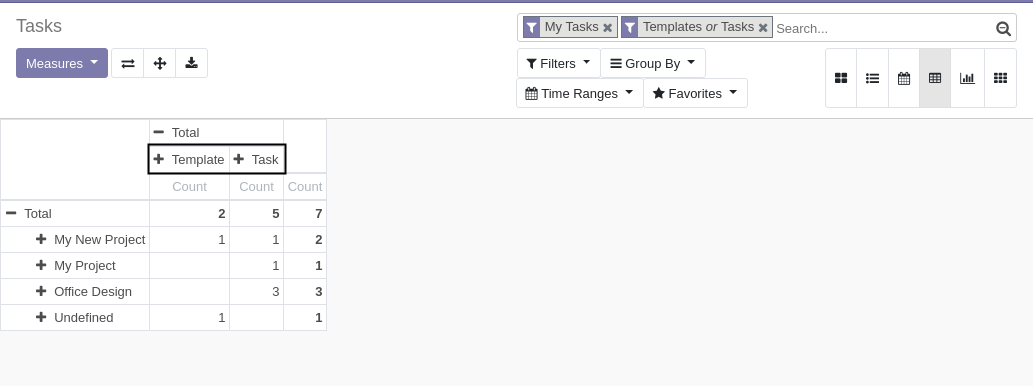 Tasks
My Tasks Templates or Tasks Search...
Measures
Filters Group By
Time Ranges Favorites
Total
Template Task
Count Count Count
Total 2 5 7
My New Project 1 1 2
My Project 1 1
Office Design 3 3
Undefined 1 1